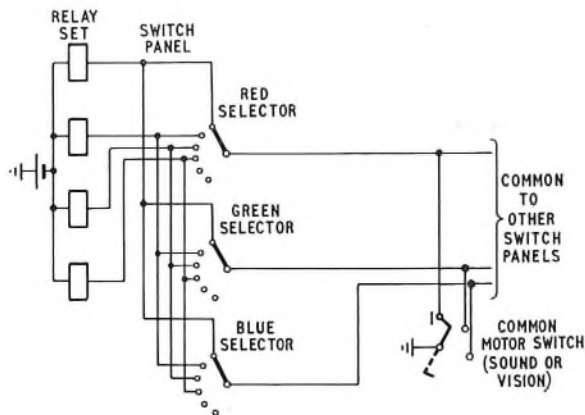 RELAY
SET
SWITCH
PANEL
RED
SELECTOR
GREEN
SELECTOR
BLUE
SELECTOR
COMMON
TO
OTHER
SWITCH
PANELS
COMMON
MOTOR SWITCH
(SOUND OR
VISION)